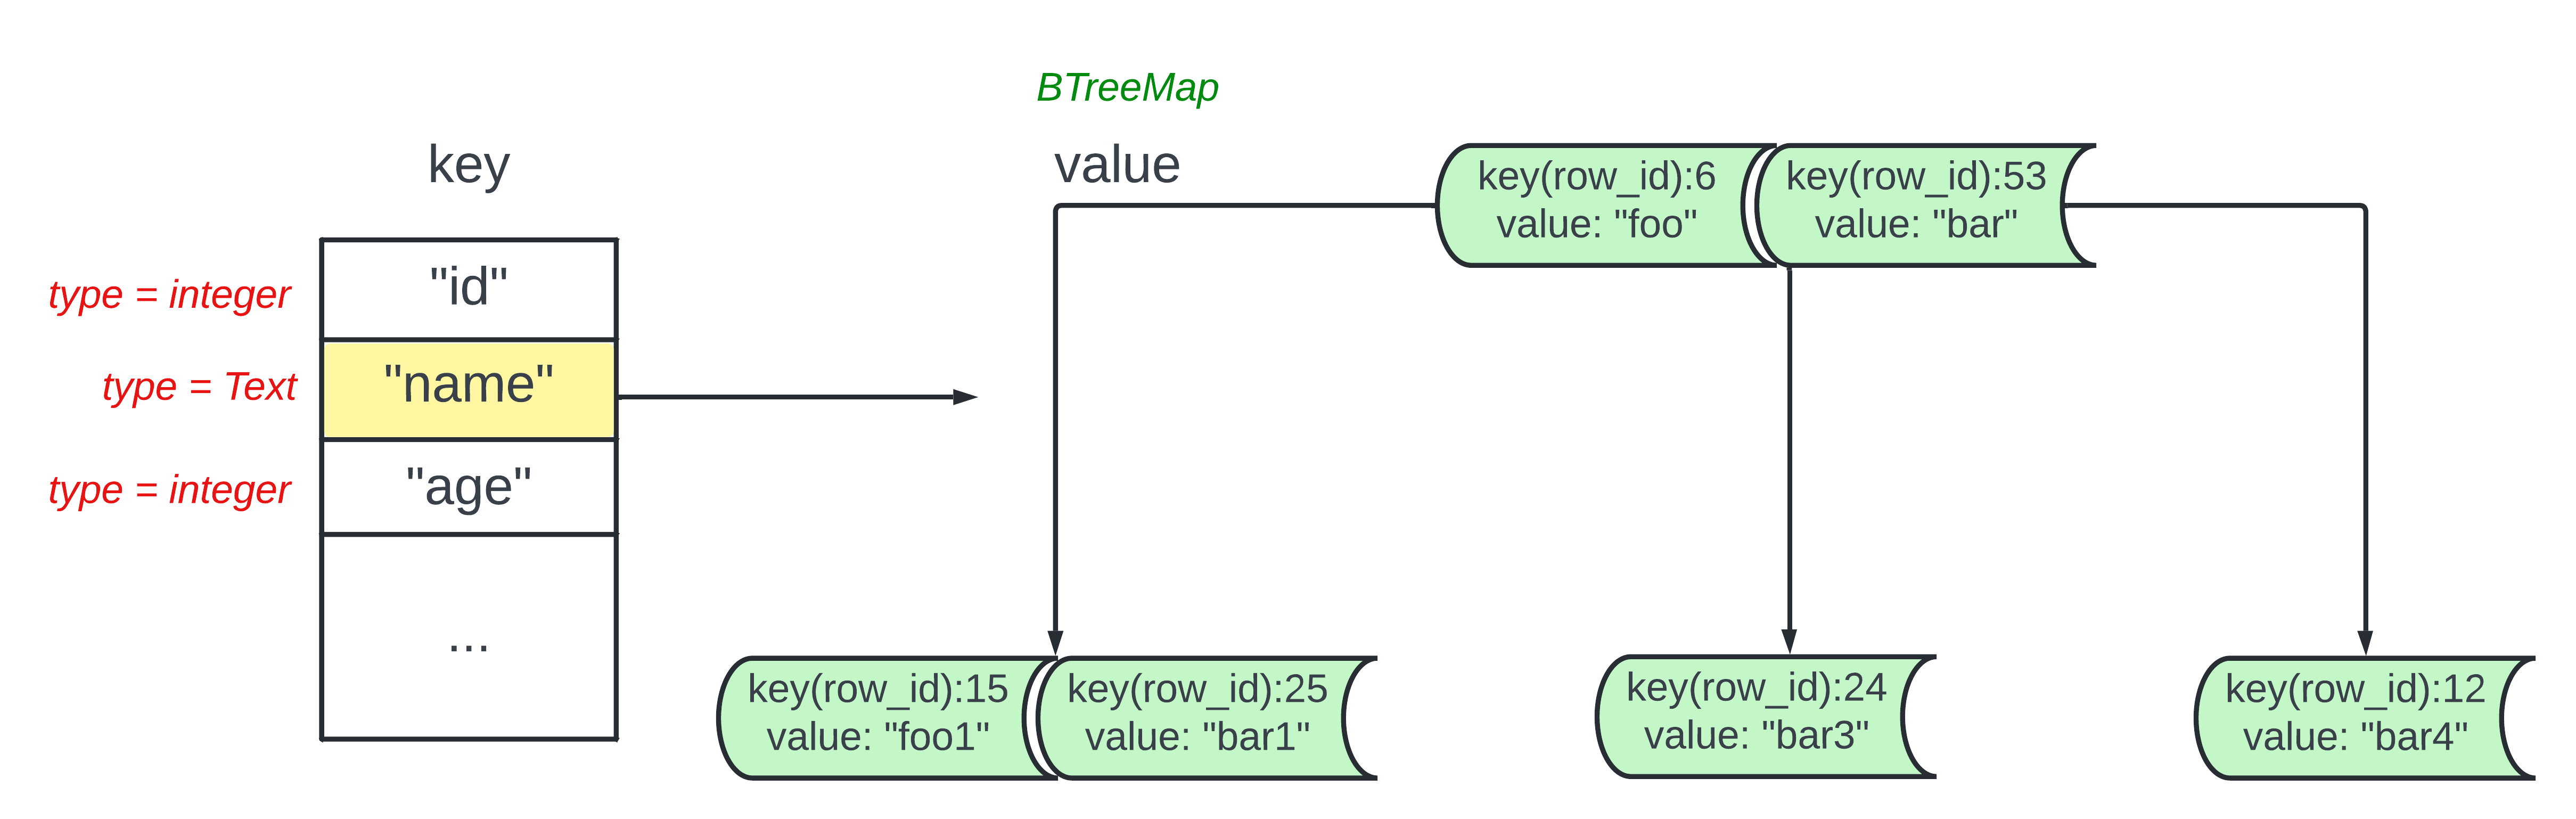 BTreeMap
key
value
type = integer
"id"
type = Text
"name"
type = integer
"age"
...
key(row_id):6
value: "foo"
key(row_id):53
value: "bar"
key(row_id):15
value: "foo1"
key(row_id):25
value: "bar1"
key(row_id):24
value: "bar3"
key(row_id):12
value: "bar4"